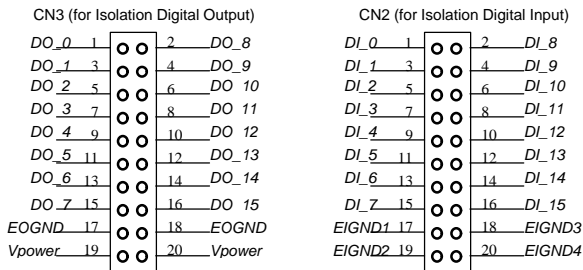 CN3 (for Isolation Digital Output)
DO_0 1 2 DO_8
DO_1 3 4 DO_9
DO_2 5 6 DO_10
DO_3 7 8 DO_11
DO_4 9 10 DO_12
DO_5 11 12 DO_13
DO_6 13 14 DO_14
DO_7 15 16 DO_15
EOGND 17 18 EOGND
Vpower 19 20 Vpower
CN2 (for Isolation Digital Input)
DI_0 1 2 DI_8
DI_1 3 4 DI_9
DI_2 5 6 DI_10
DI_3 7 8 DI_11
DI_4 9 10 DI_12
DI_5 11 12 DI_13
DI_6 13 14 DI_14
DI_7 15 16 DI_15
EIGND1 17 18 EIGND3
EIGND2 19 20 EIGND4